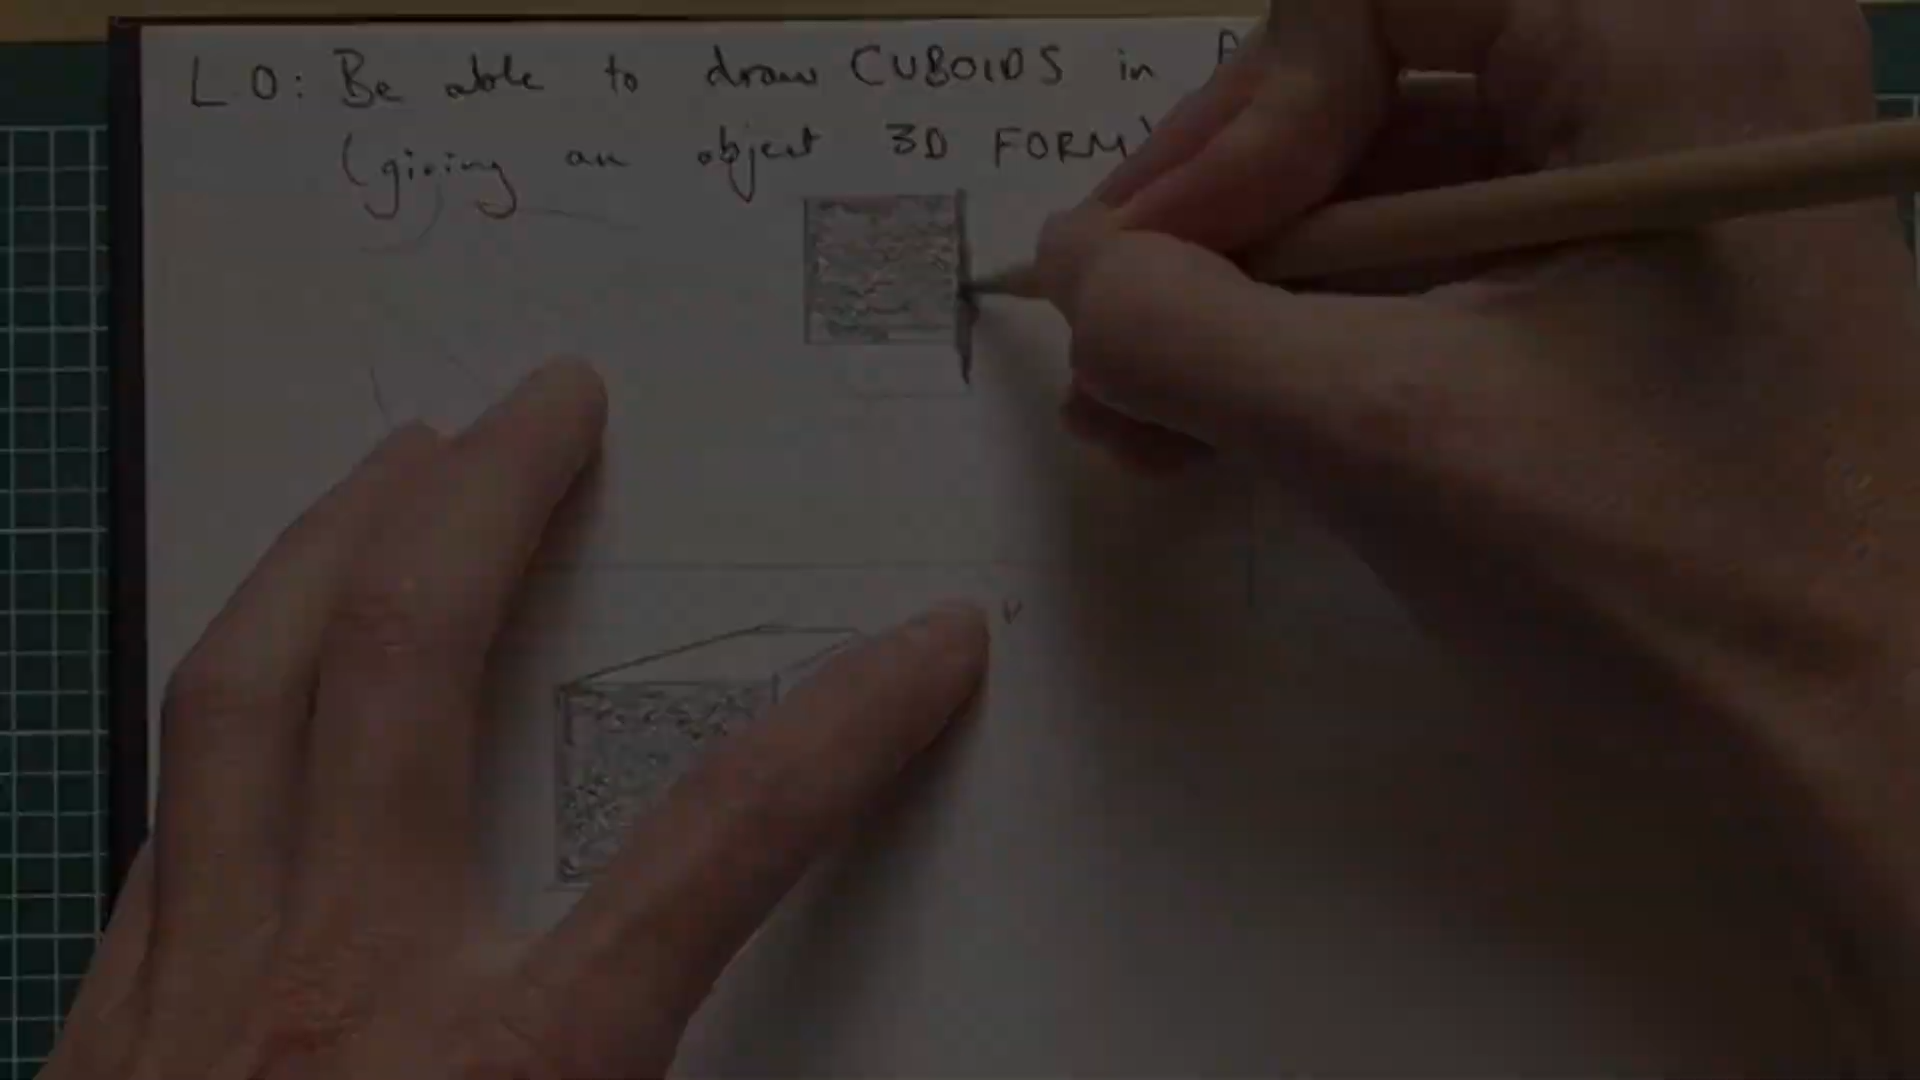 LO: Be able to draw CUBOIDS in
(giving an object 3D FORM)
V